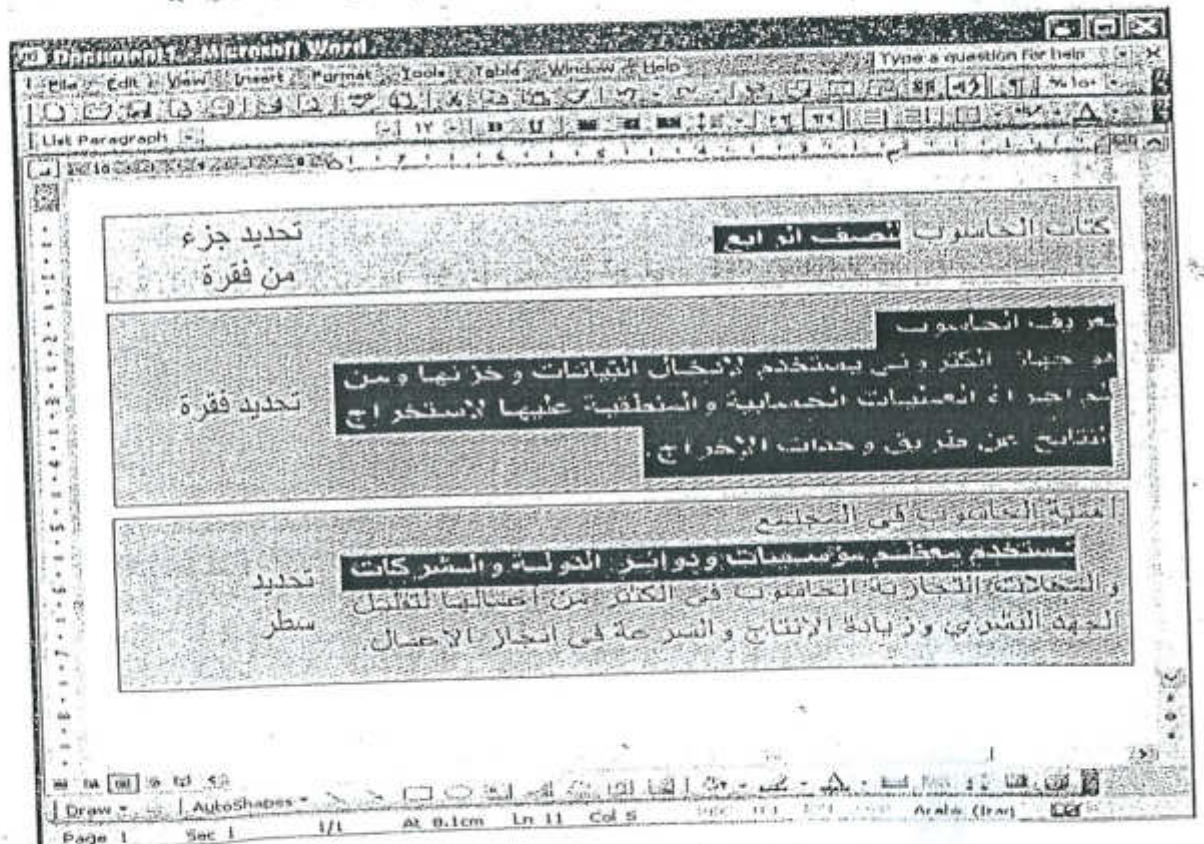 Document1 - Microsoft Word
Type a question for help
File Edit View Insert Format Tools Table Window Help
List Paragraph
١٢
كتاب الحاسوب للصف الرابع
تحديد جزء
من فقرة
تعريف الحاسوب
هو جهاز الكتروني يستخدم لإدخال البيانات وخزنها ومن
ثم اجراء العمليات الحسابية والمنطقية عليها لاستخراج
النتائج عن طريق وحدات الإخراج.
تحديد فقرة
اهمية الحاسوب في المجتمع
تستخدم معظم مؤسسات ودوائر الدولة والشركات
والمحلات التجارية الحاسوب في الكثير من اعمالها لتقليل
الجهد البشري وزيادة الإنتاج والسرعة في انجاز الاعمال.
تحديد
سطر
Draw AutoShapes
Page 1 Sec 1 1/1 At 8.1cm Ln 11 Col 5 Arabic (Iraq)